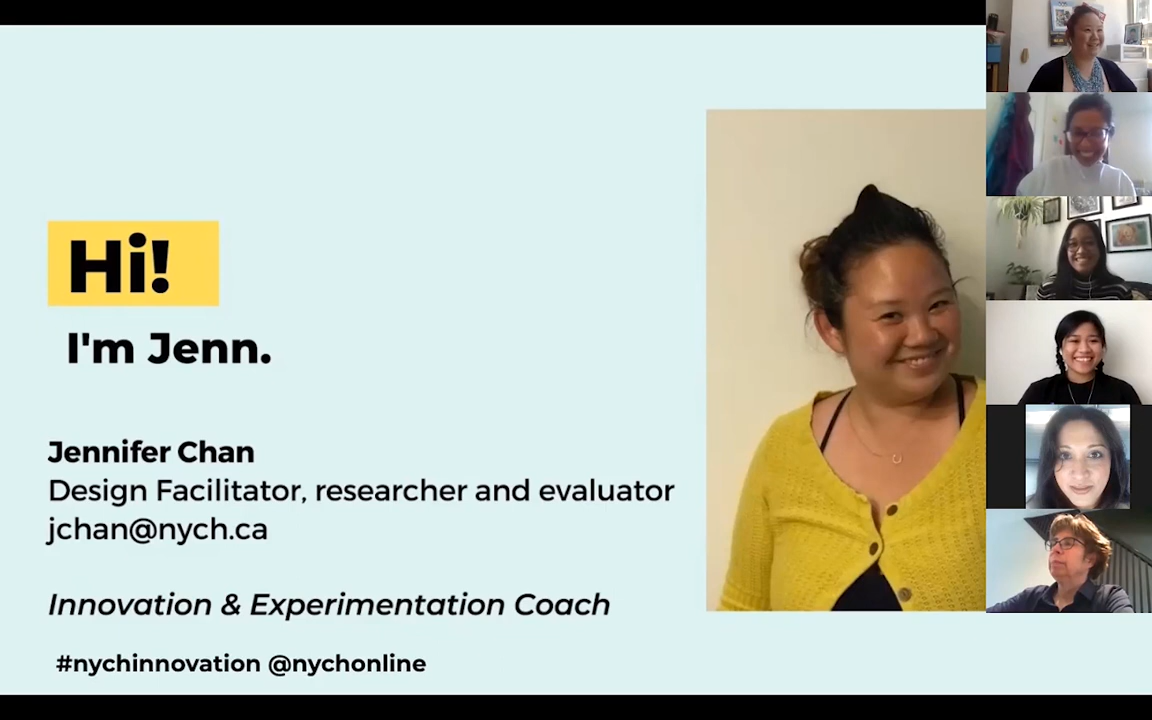 Hi!
I'm Jenn.
Jennifer Chan
Design Facilitator, researcher and evaluator
jchan@nych.ca
Innovation & Experimentation Coach
#nychinnovation @nychonline